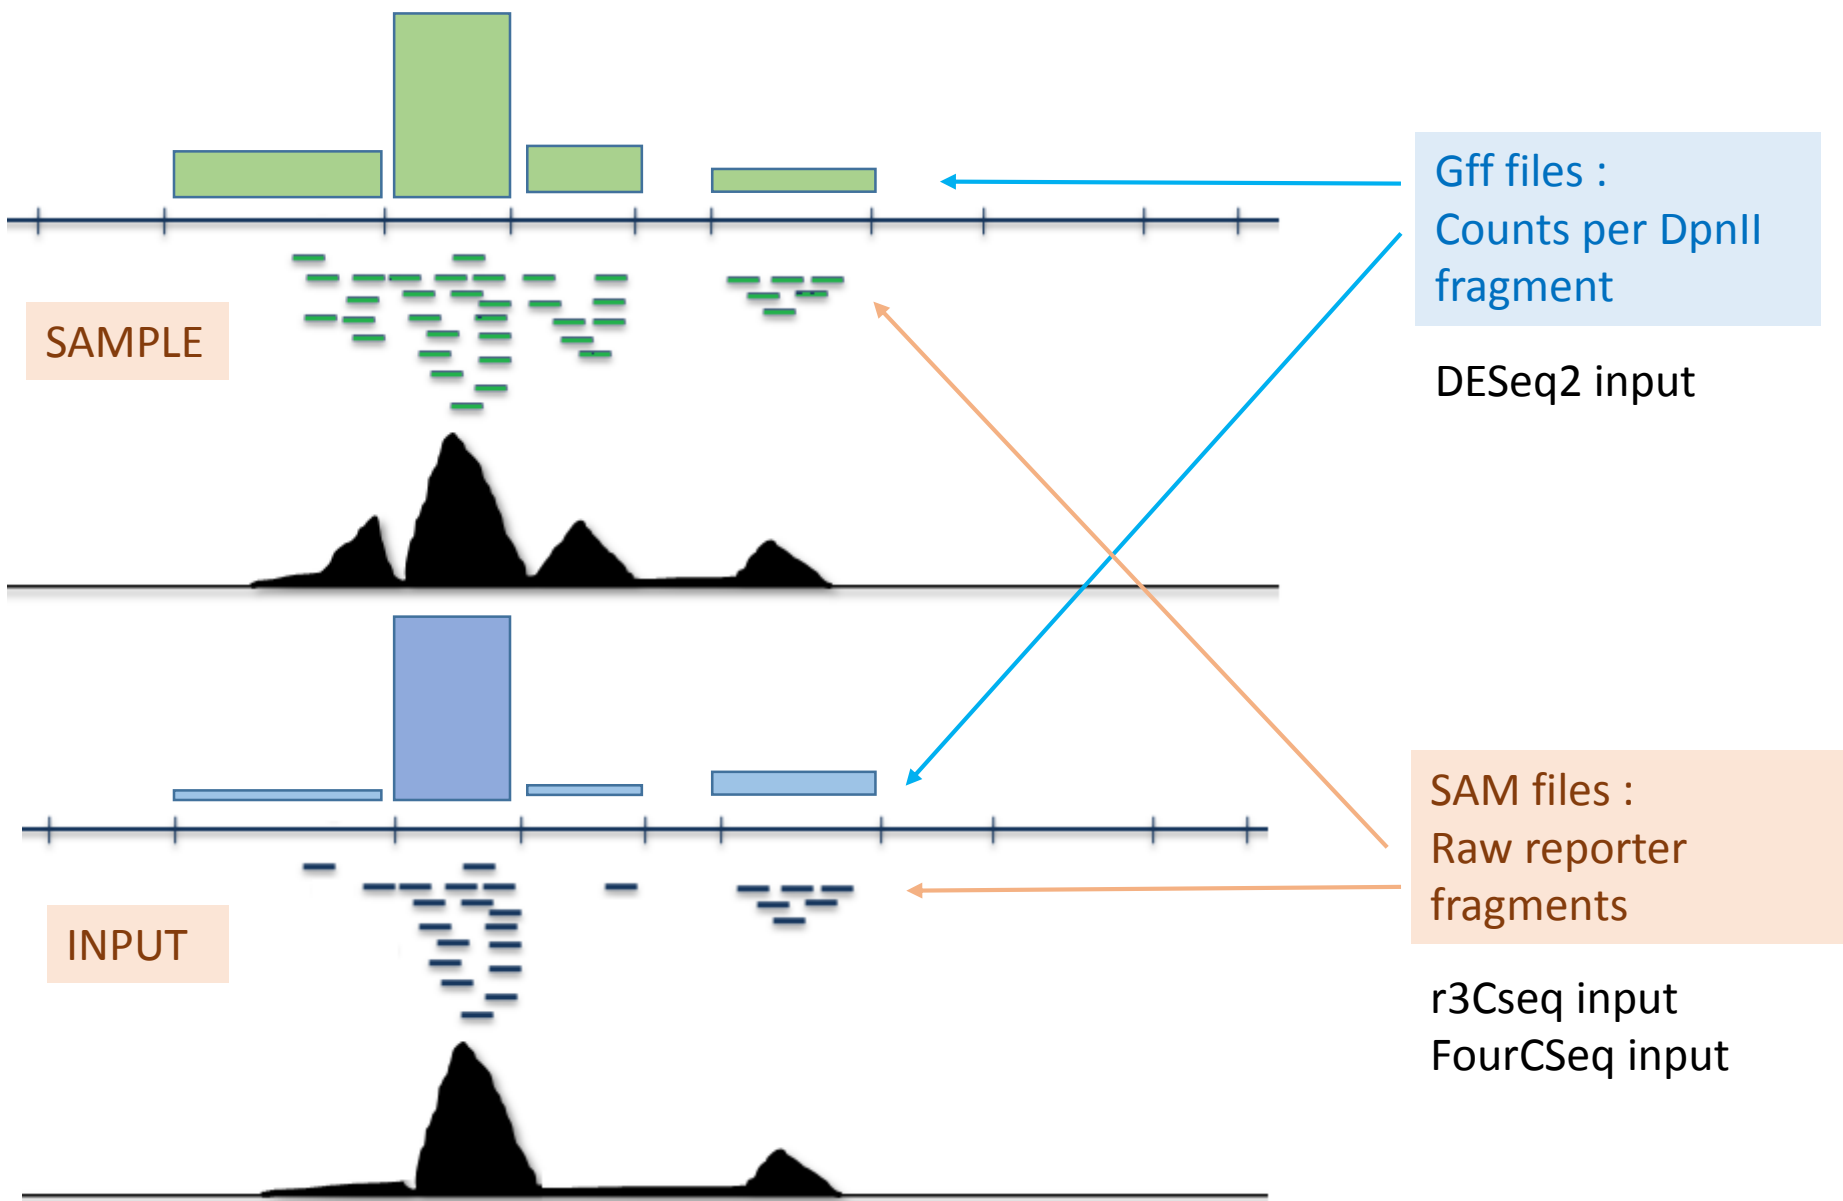 Gff files :
Counts per DpnII
fragment
SAMPLE
DESeq2 input
SAM files :
Raw reporter
fragments
INPUT
r3Cseq input
FourCSeq input